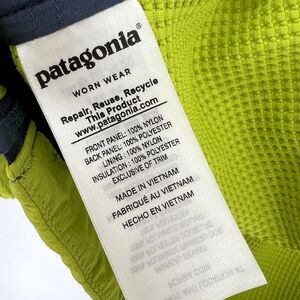 patagonia®
WORN WEAR
Repair, Reuse, Recycle
This Product
www.patagonia.com
FRONT PANEL: 100% NYLON
BACK PANEL: 100% POLYESTER
LINING: 100% NYLON
INSULATION: 100% POLYESTER
EXCLUSIVE OF TRIM
MADE IN VIETNAM
FABRIQUÉ AU VIETNAM
HECHO EN VIETNAM